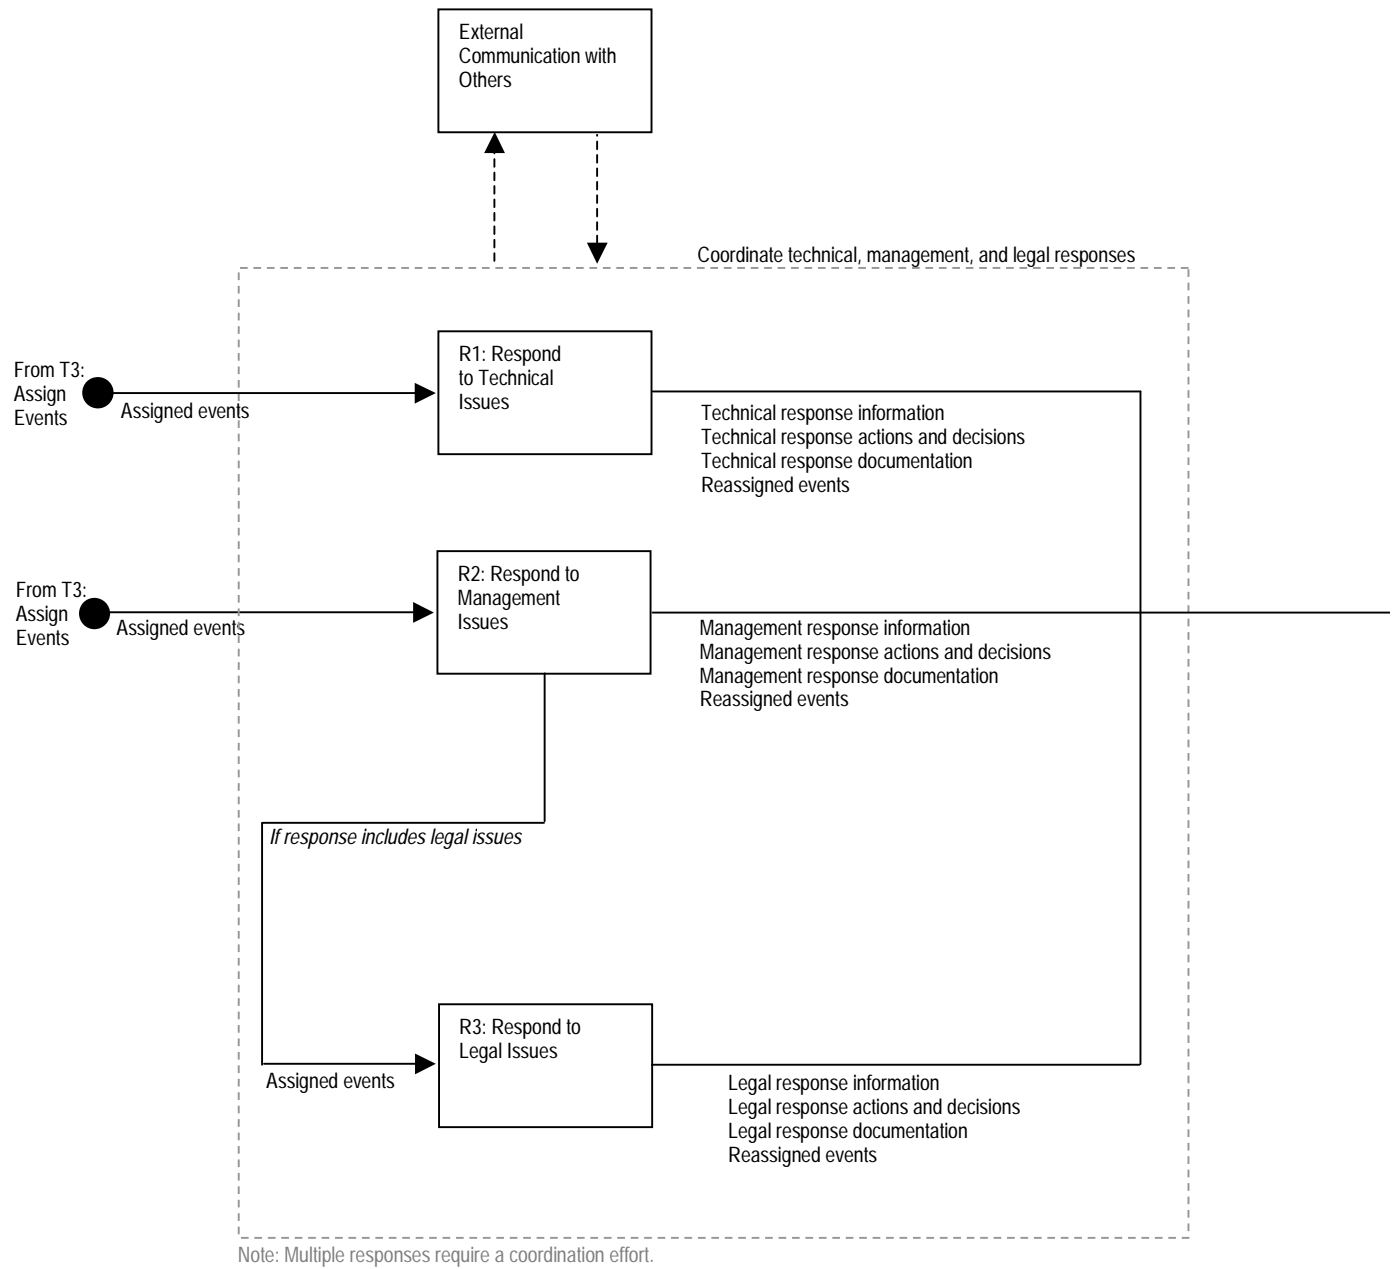 External
Communication with
Others
Coordinate technical, management, and legal responses
From T3:
Assign
Events
Assigned events
R1: Respond
to Technical
Issues
Technical response information
Technical response actions and decisions
Technical response documentation
Reassigned events
From T3:
Assign
Events
Assigned events
R2: Respond to
Management
Issues
Management response information
Management response actions and decisions
Management response documentation
Reassigned events
If response includes legal issues
Assigned events
R3: Respond to
Legal Issues
Legal response information
Legal response actions and decisions
Legal response documentation
Reassigned events
Note: Multiple responses require a coordination effort.